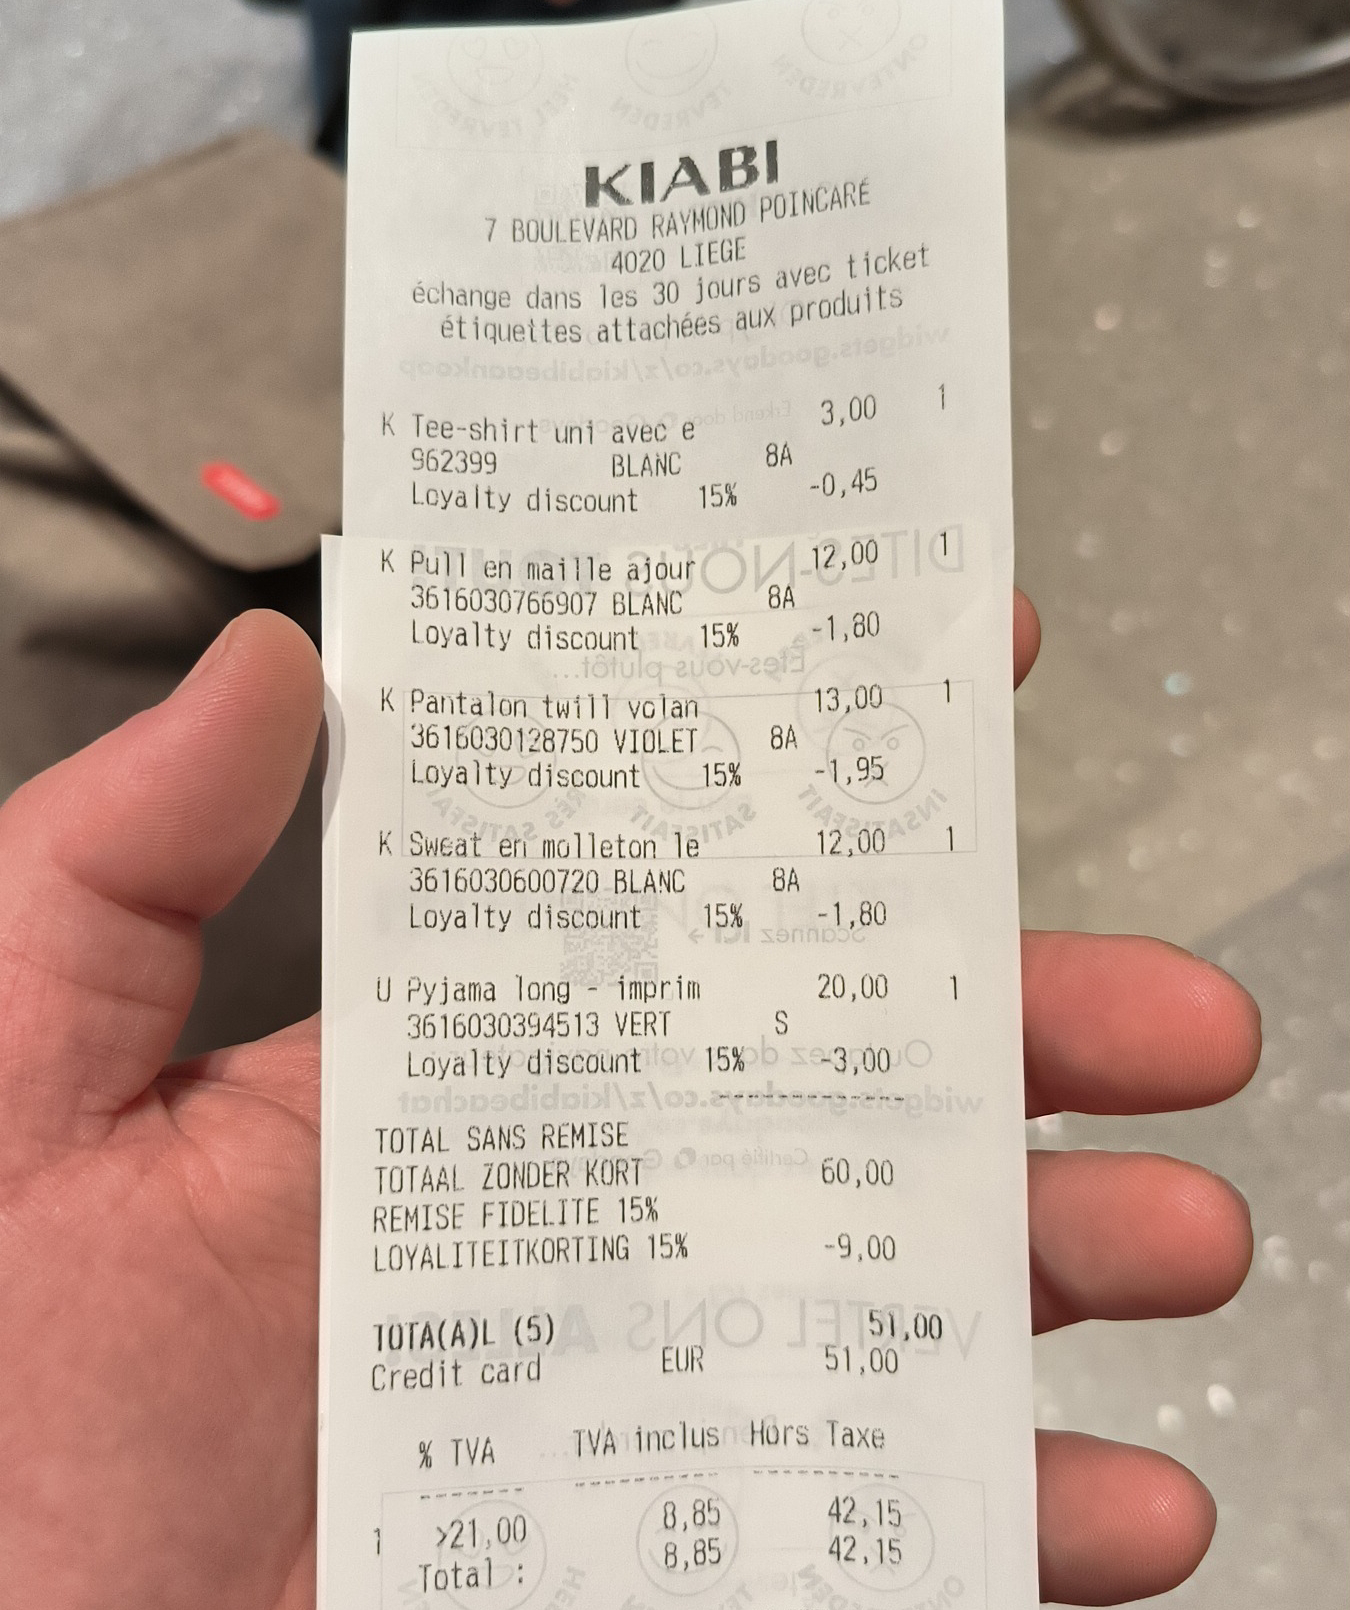 KIABI
7 BOULEVARD RAYMOND POINCARÉ
4020 LIEGE
échange dans les 30 jours avec ticket
étiquettes attachées aux produits
K Tee-shirt uni avec e 3,00 1
962399 BLANC 8A
Loyalty discount 15% -0,45
K Pull en maille ajour 12,00 1
3616030766907 BLANC 8A
Loyalty discount 15% -1,80
K Pantalon twill volan 13,00 1
3616030128750 VIOLET 8A
Loyalty discount 15% -1,95
K Sweat en molleton le 12,00 1
3616030600720 BLANC 8A
Loyalty discount 15% -1,80
U Pyjama long - imprim 20,00 1
3616030394513 VERT S
Loyalty discount 15% -3,00
------------
TOTAL SANS REMISE
TOTAAL ZONDER KORT 60,00
REMISE FIDELITE 15%
LOYALITEITKORTING 15% -9,00
TOTA(A)L (5) 51,00
Credit card EUR 51,00
% TVA TVA inclus Hors Taxe
1 >21,00 8,85 42,15
Total : 8,85 42,15